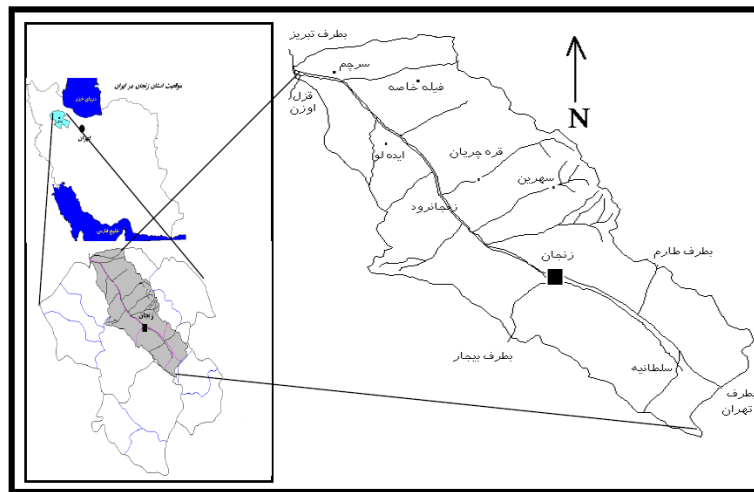 موقعیت استان زنجان در ایران
دریای خزر
تهران
خلیج فارس
زنجان
بطرف تبریز
سرچم
فیله خاصه
قزل
اوزن
ایده لو
قره چریان
سهرین
زنجانرود
زنجان
بطرف طارم
بطرف بیجار
سلطانیه
بطرف
تهران
N